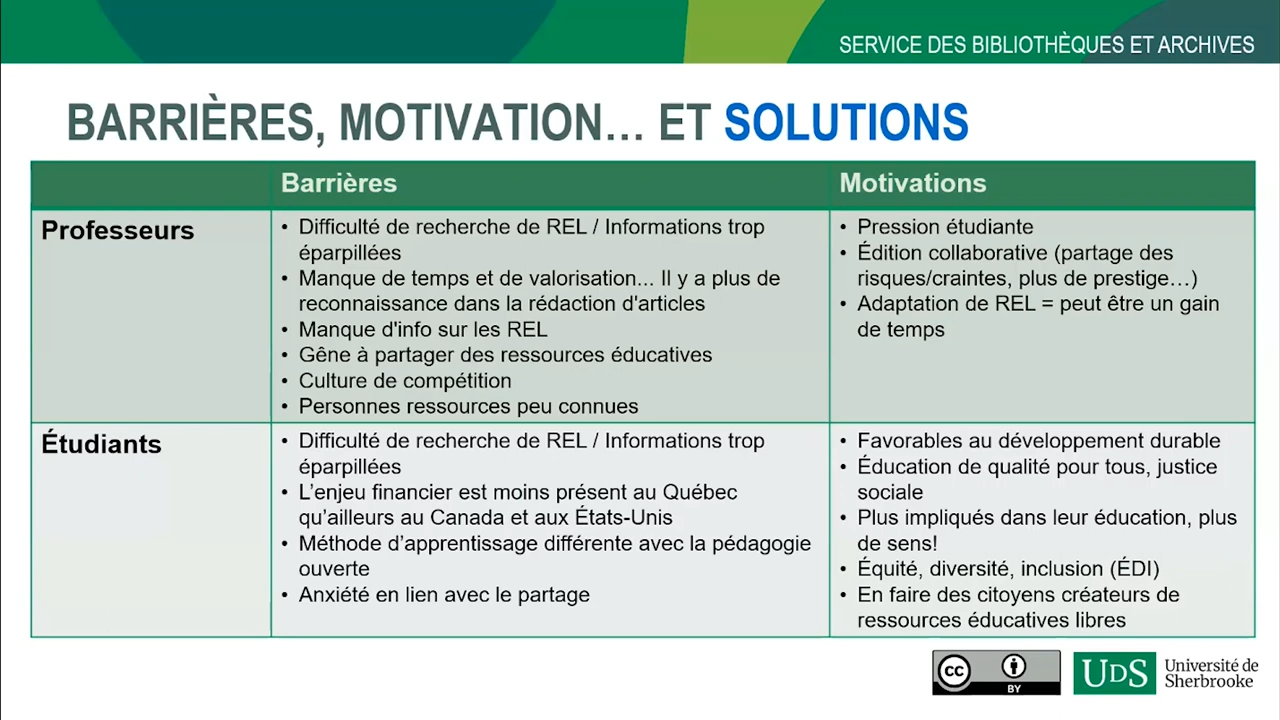 SERVICE DES BIBLIOTHÈQUES ET ARCHIVES
BARRIÈRES, MOTIVATION... ET SOLUTIONS
Barrières
Motivations
Professeurs
• Difficulté de recherche de REL / Informations trop
éparpillées
• Manque de temps et de valorisation... Il y a plus de
reconnaissance dans la rédaction d'articles
• Manque d'info sur les REL
• Gêne à partager des ressources éducatives
• Culture de compétition
• Personnes ressources peu connues
• Pression étudiante
• Édition collaborative (partage des
risques/craintes, plus de prestige…)
• Adaptation de REL = peut être un gain
de temps
Étudiants
• Difficulté de recherche de REL / Informations trop
éparpillées
• L’enjeu financier est moins présent au Québec
qu’ailleurs au Canada et aux États-Unis
• Méthode d’apprentissage différente avec la pédagogie
ouverte
• Anxiété en lien avec le partage
• Favorables au développement durable
• Éducation de qualité pour tous, justice
sociale
• Plus impliqués dans leur éducation, plus
de sens!
• Équité, diversité, inclusion (ÉDI)
• En faire des citoyens créateurs de
ressources éducatives libres
cc
BY
UDS
Université de
Sherbrooke